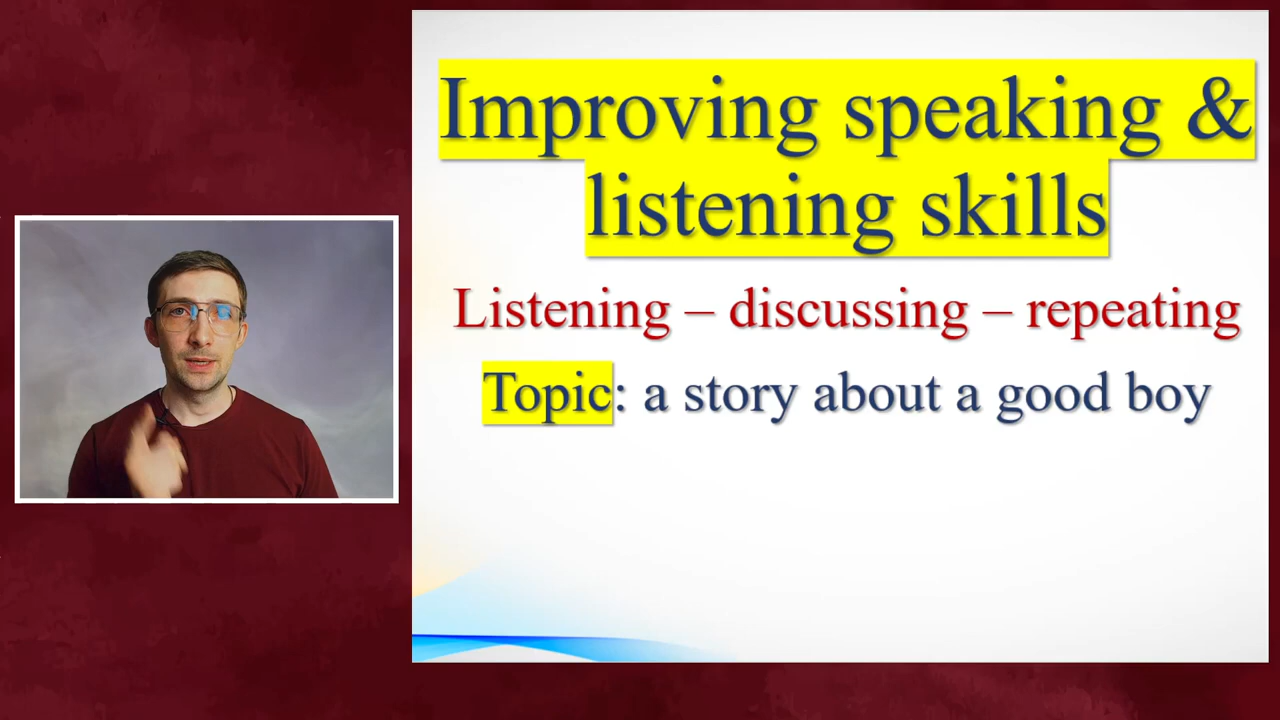 Improving speaking &
listening skills
Listening – discussing – repeating
Topic: a story about a good boy